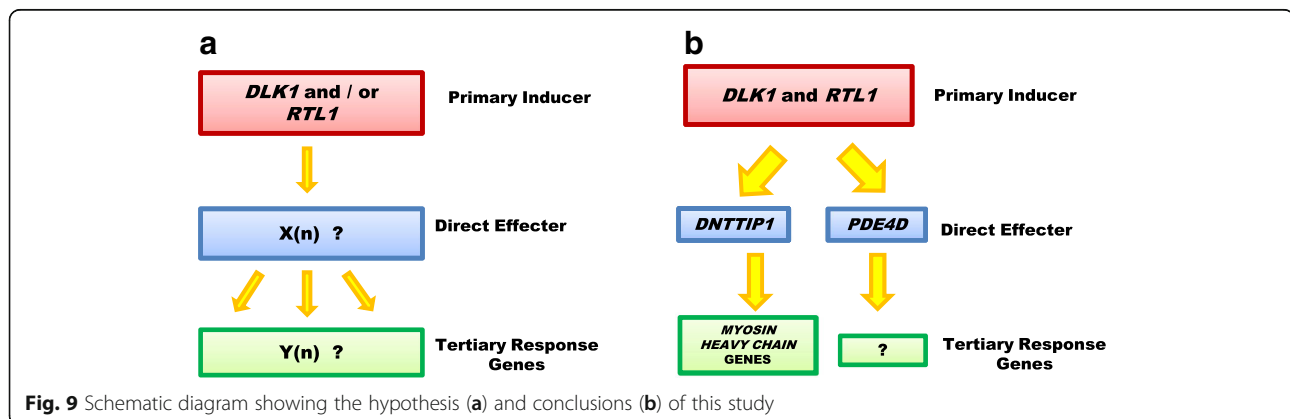 a
DLK1 and / or
RTL1
Primary Inducer
X(n) ?
Direct Effecter
Y(n) ?
Tertiary Response
Genes
b
DLK1 and RTL1
Primary Inducer
DNTTIP1
PDE4D
Direct Effecter
MYOSIN
HEAVY CHAIN
GENES
?
Tertiary Response
Genes
Fig. 9 Schematic diagram showing the hypothesis (a) and conclusions (b) of this study